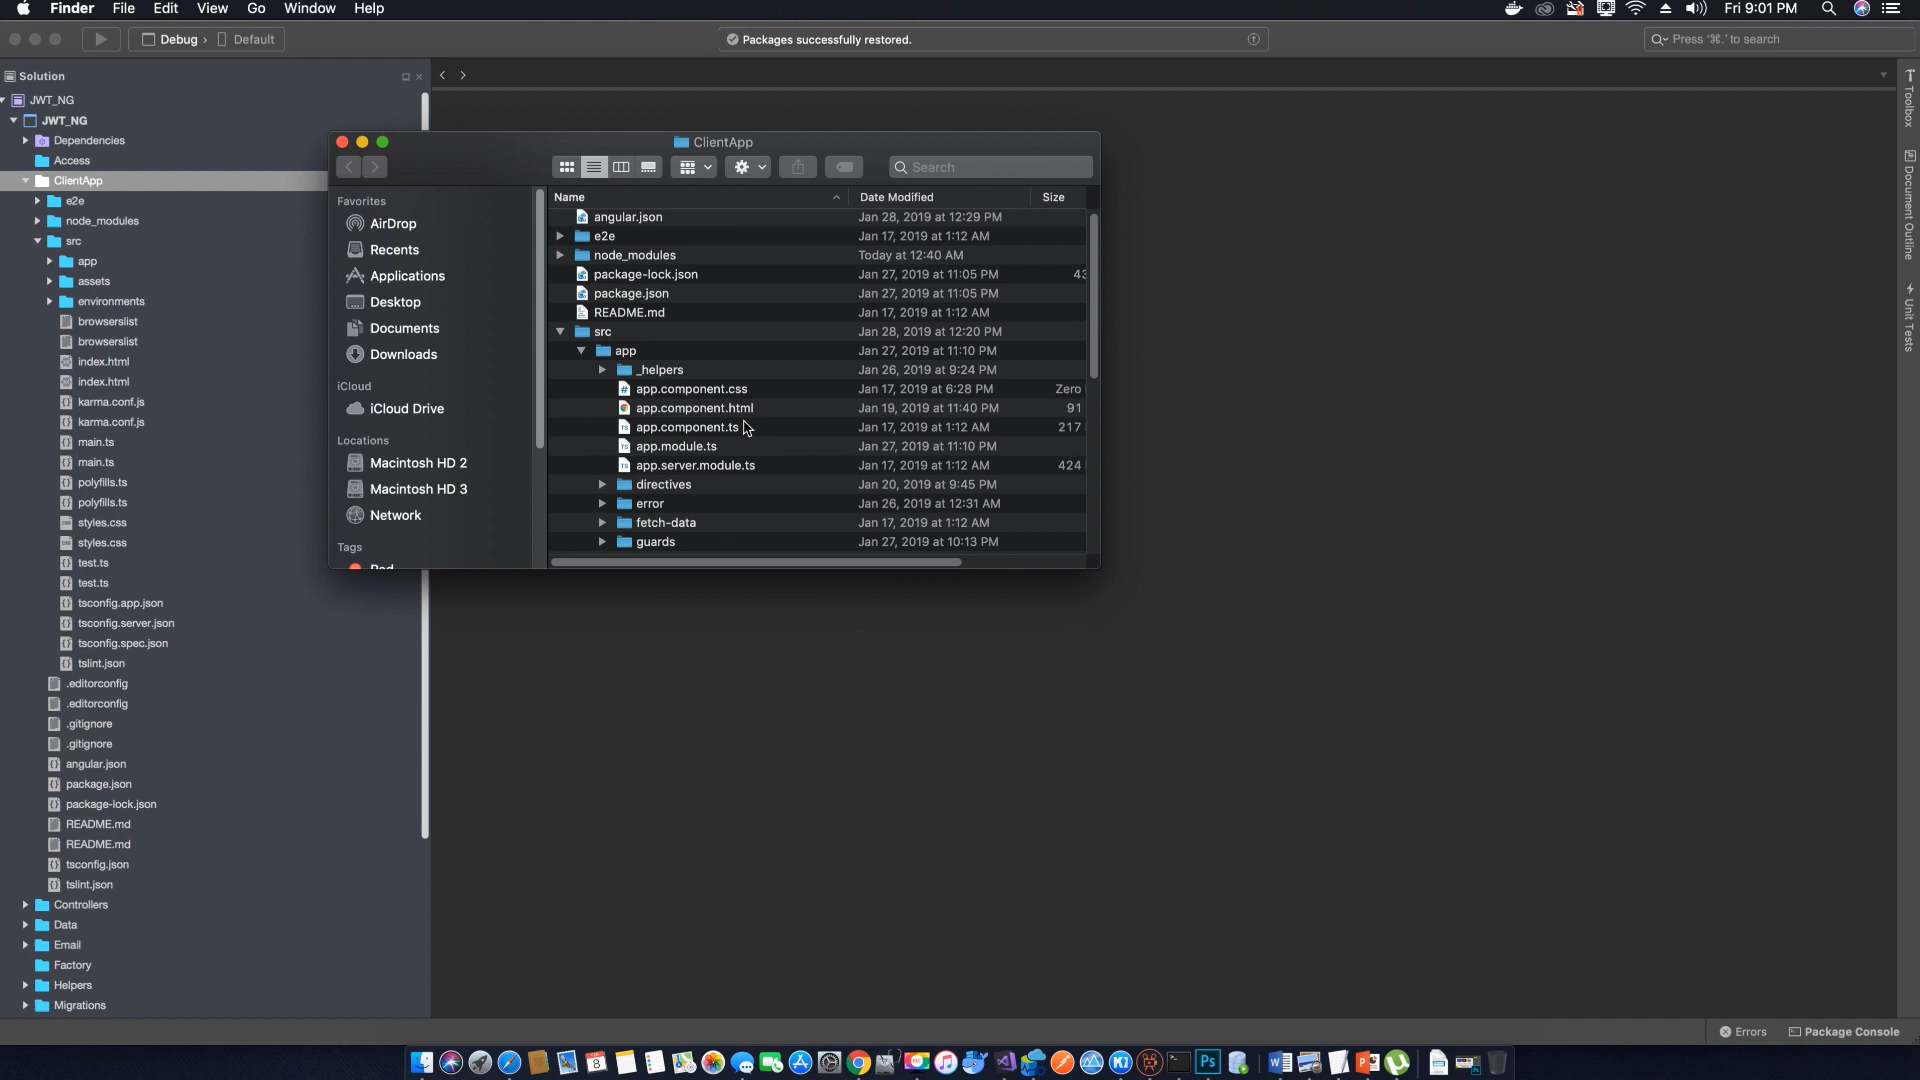 Finder File Edit View Go Window Help
Fri 9:01 PM
Debug › Default
Packages successfully restored.
Press '⌘.' to search
Solution
JWT_NG
JWT_NG
Dependencies
Access
ClientApp
e2e
node_modules
src
app
assets
environments
browserslist
browserslist
index.html
index.html
karma.conf.js
karma.conf.js
main.ts
main.ts
polyfills.ts
polyfills.ts
styles.css
styles.css
test.ts
test.ts
tsconfig.app.json
tsconfig.server.json
tsconfig.spec.json
tslint.json
.editorconfig
.editorconfig
.gitignore
.gitignore
angular.json
package.json
package-lock.json
README.md
README.md
tsconfig.json
tslint.json
Controllers
Data
Email
Factory
Helpers
Migrations
ClientApp
Search
Favorites
AirDrop
Recents
Applications
Desktop
Documents
Downloads
iCloud
iCloud Drive
Locations
Macintosh HD 2
Macintosh HD 3
Network
Tags
Name Date Modified Size
angular.json Jan 28, 2019 at 12:29 PM
e2e Jan 17, 2019 at 1:12 AM
node_modules Today at 12:40 AM
package-lock.json Jan 27, 2019 at 11:05 PM 43
package.json Jan 27, 2019 at 11:05 PM
README.md Jan 17, 2019 at 1:12 AM
src Jan 28, 2019 at 12:20 PM
app Jan 27, 2019 at 11:10 PM
_helpers Jan 26, 2019 at 9:24 PM
app.component.css Jan 17, 2019 at 6:28 PM Zero
app.component.html Jan 19, 2019 at 11:40 PM 91
app.component.ts Jan 17, 2019 at 1:12 AM 217
app.module.ts Jan 27, 2019 at 11:10 PM
app.server.module.ts Jan 17, 2019 at 1:12 AM 424
directives Jan 20, 2019 at 9:45 PM
error Jan 26, 2019 at 12:31 AM
fetch-data Jan 17, 2019 at 1:12 AM
guards Jan 27, 2019 at 10:13 PM
Toolbox
Document Outline
Unit Tests
Errors Package Console